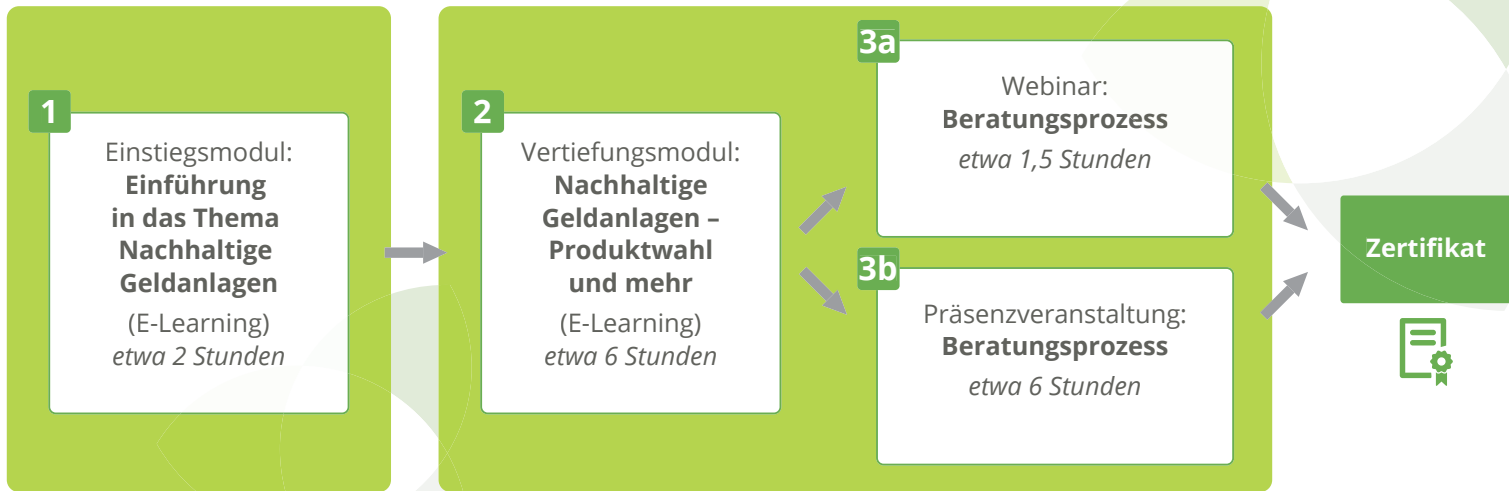 1
Einstiegsmodul:
Einführung
in das Thema
Nachhaltige
Geldanlagen
(E-Learning)
etwa 2 Stunden
2
Vertiefungsmodul:
Nachhaltige
Geldanlagen –
Produktwahl
und mehr
(E-Learning)
etwa 6 Stunden
3a
Webinar:
Beratungsprozess
etwa 1,5 Stunden
3b
Präsenzveranstaltung:
Beratungsprozess
etwa 6 Stunden
Zertifikat